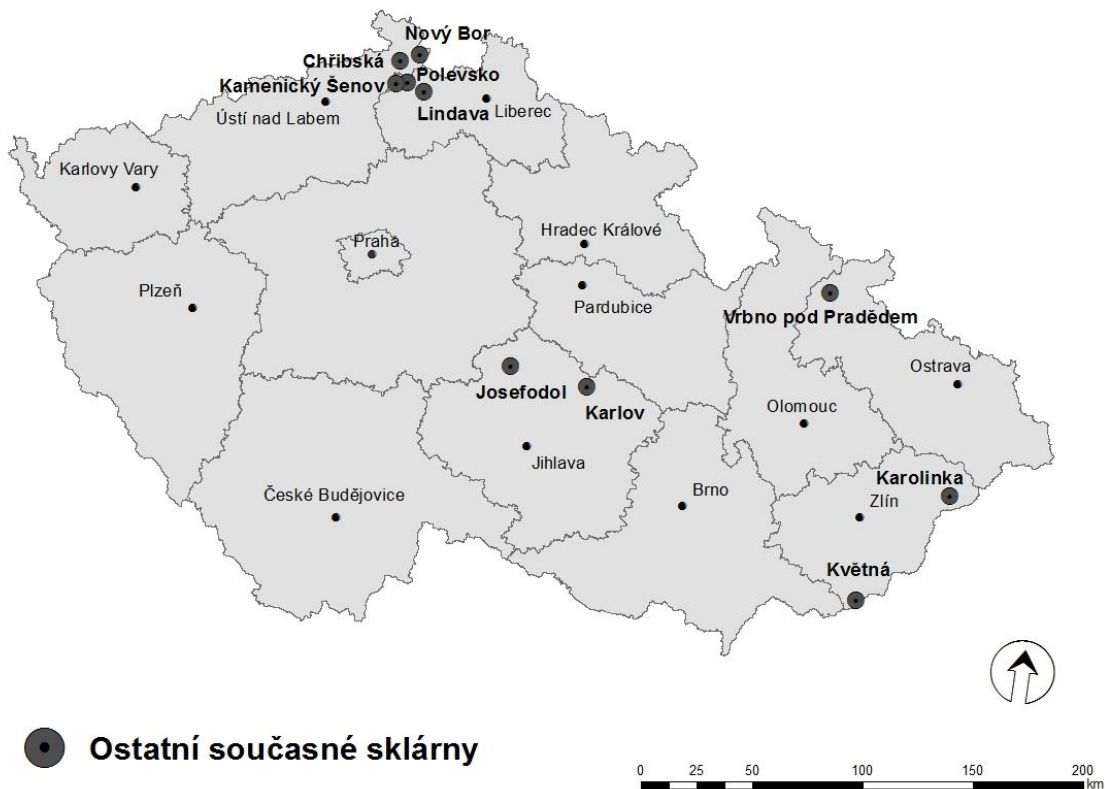 Nový Bor
Chřibská
Polevsko
Kamenický Šenov
Lindava
Liberec
Ústí nad Labem
Karlovy Vary
Hradec Králové
Praha
Plzeň
Pardubice
Vrbno pod Pradědem
Ostrava
Josefodol
Karlov
Olomouc
Jihlava
Karolinka
České Budějovice
Brno
Zlín
Květná
Ostatní současné sklárny
0 25 50 100 150 200
km